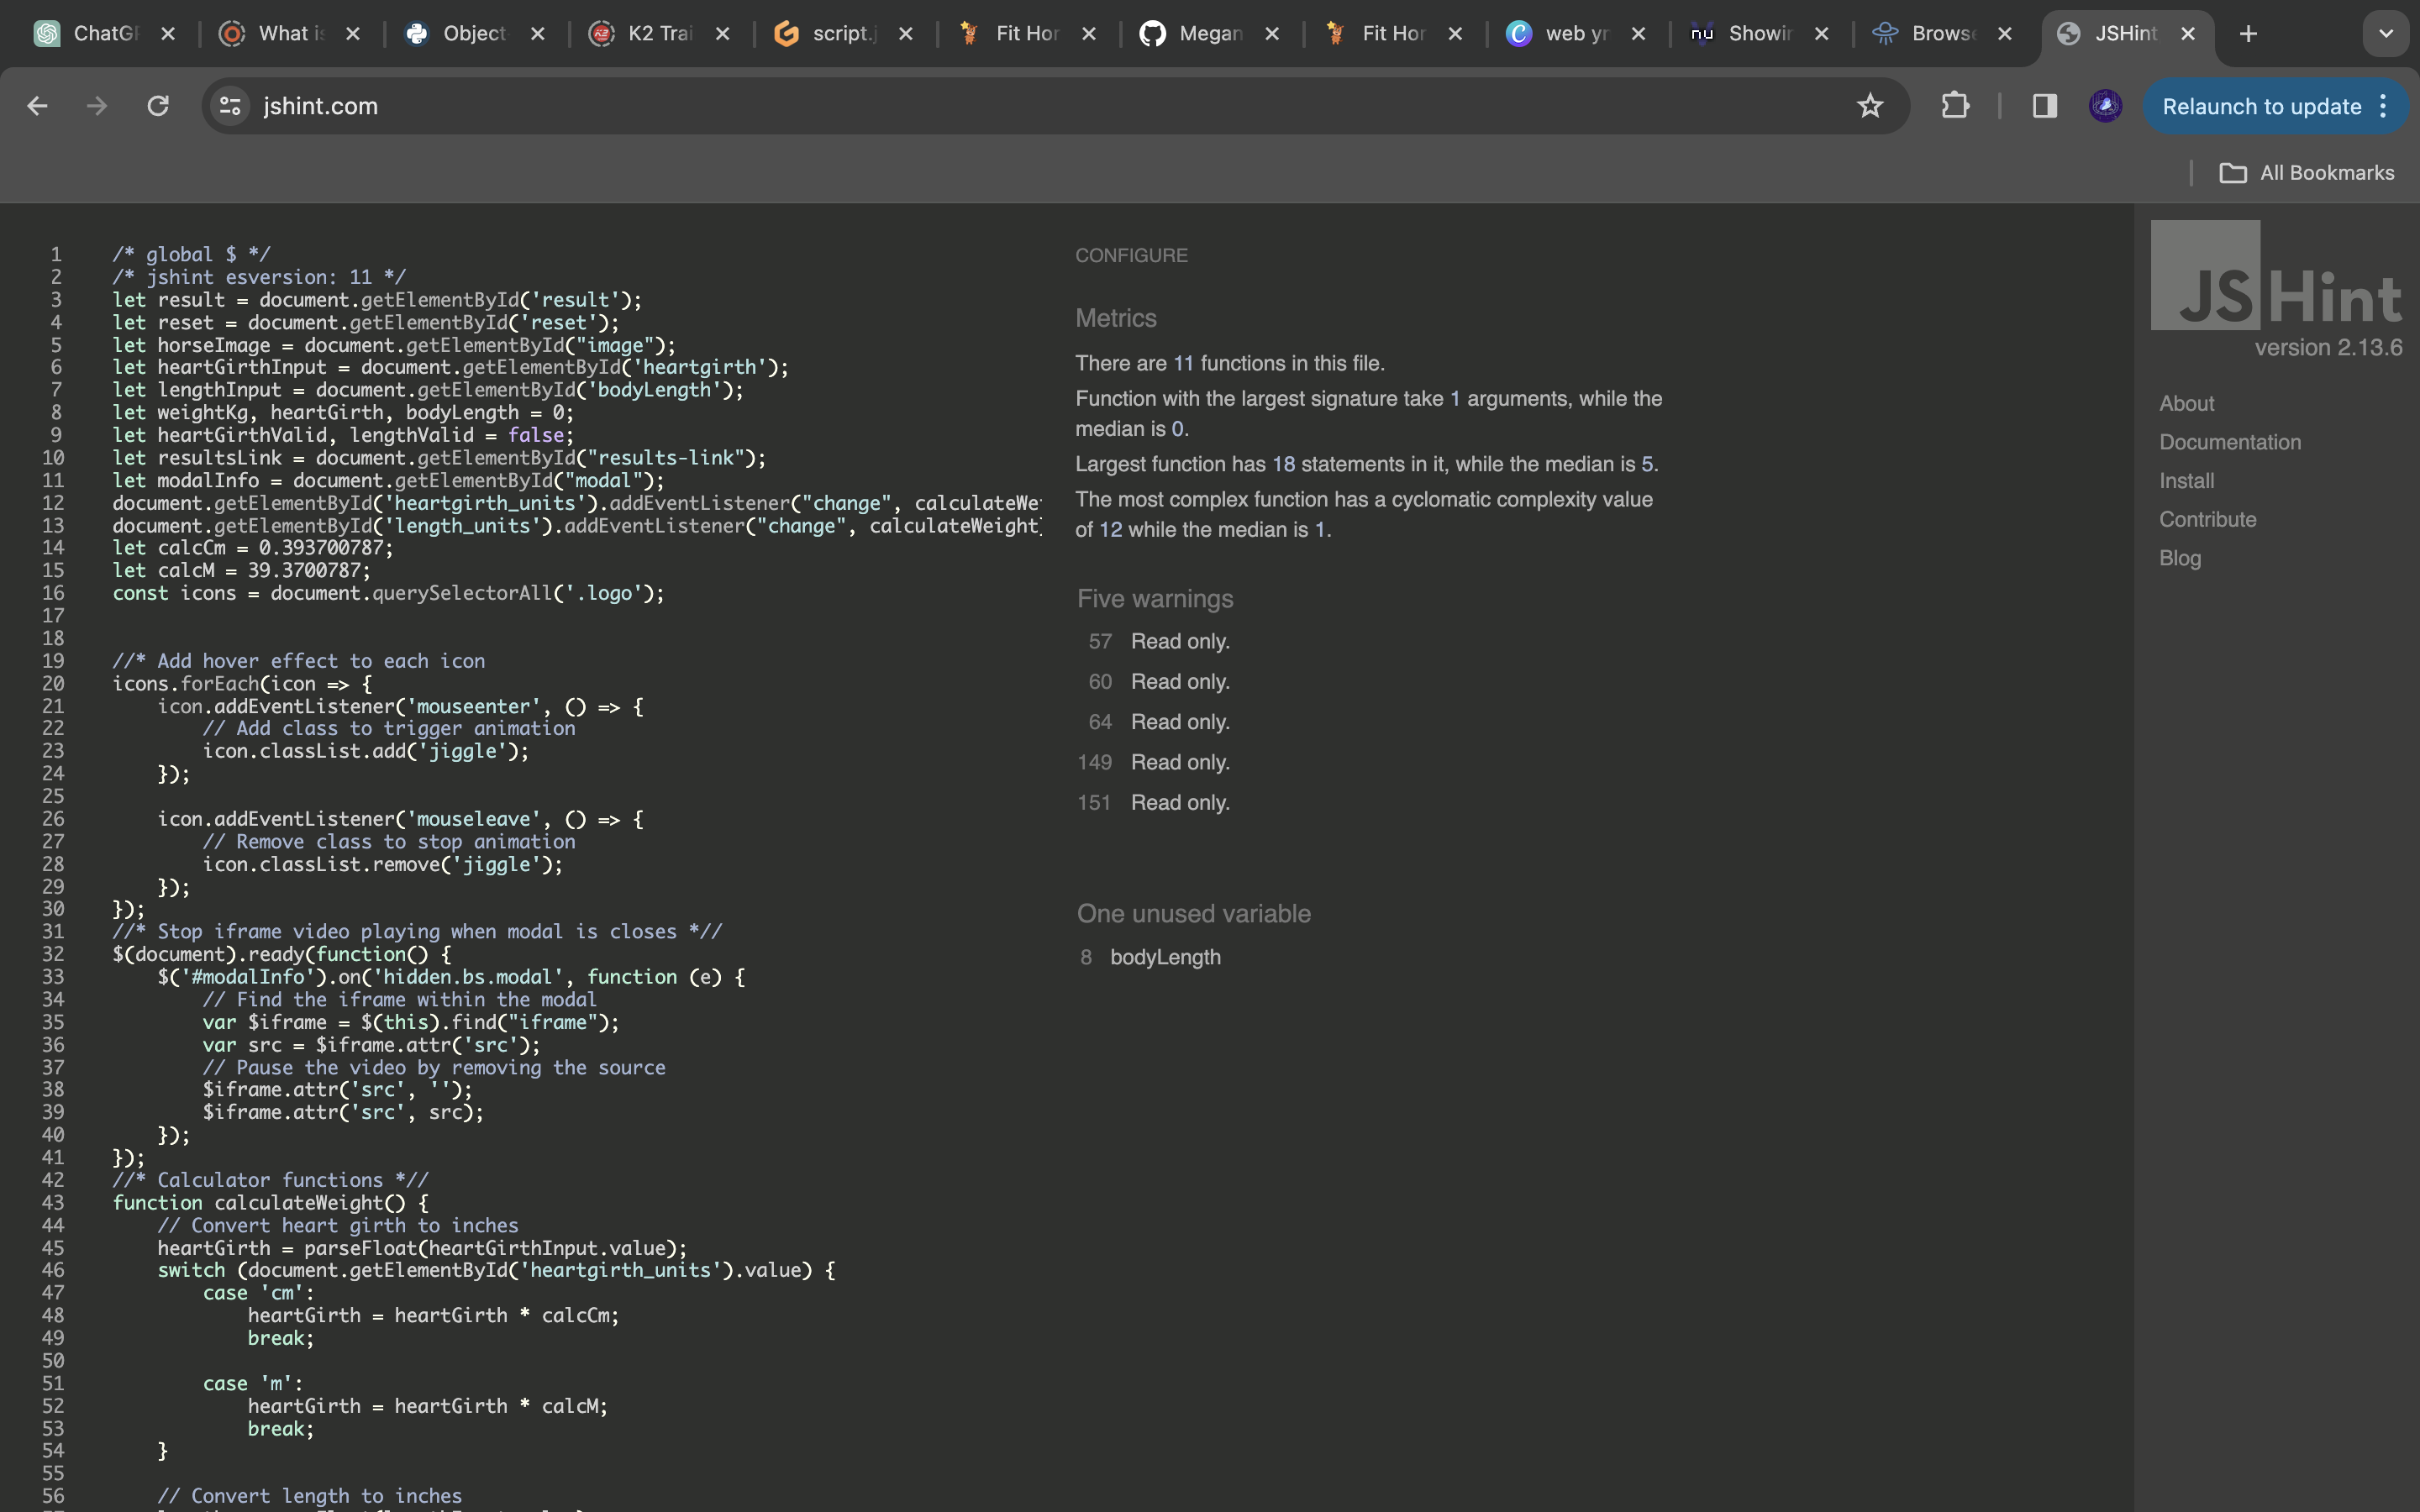 ChatG
What is
Object-
K2 Trai
script.j
Fit Hor
Megan
Fit Hor
web yr
Showin
Browse
JSHint
jshint.com
Relaunch to update
All Bookmarks
1 /* global $ */
2 /* jshint esversion: 11 */
3 let result = document.getElementById('result');
4 let reset = document.getElementById('reset');
5 let horseImage = document.getElementById("image");
6 let heartGirthInput = document.getElementById('heartgirth');
7 let lengthInput = document.getElementById('bodyLength');
8 let weightKg, heartGirth, bodyLength = 0;
9 let heartGirthValid, lengthValid = false;
10 let resultsLink = document.getElementById("results-link");
11 let modalInfo = document.getElementById("modal");
12 document.getElementById('heartgirth_units').addEventListener("change", calculateWe
13 document.getElementById('length_units').addEventListener("change", calculateWeight)
14 let calcCm = 0.393700787;
15 let calcM = 39.3700787;
16 const icons = document.querySelectorAll('.logo');
17
18
19 //* Add hover effect to each icon
20 icons.forEach(icon => {
21 icon.addEventListener('mouseenter', () => {
22 // Add class to trigger animation
23 icon.classList.add('jiggle');
24 });
25
26 icon.addEventListener('mouseleave', () => {
27 // Remove class to stop animation
28 icon.classList.remove('jiggle');
29 });
30 });
31 //* Stop iframe video playing when modal is closes *//
32 $(document).ready(function() {
33 $('#modalInfo').on('hidden.bs.modal', function (e) {
34 // Find the iframe within the modal
35 var $iframe = $(this).find("iframe");
36 var src = $iframe.attr('src');
37 // Pause the video by removing the source
38 $iframe.attr('src', '');
39 $iframe.attr('src', src);
40 });
41 });
42 //* Calculator functions *//
43 function calculateWeight() {
44 // Convert heart girth to inches
45 heartGirth = parseFloat(heartGirthInput.value);
46 switch (document.getElementById('heartgirth_units').value) {
47 case 'cm':
48 heartGirth = heartGirth * calcCm;
49 break;
50
51 case 'm':
52 heartGirth = heartGirth * calcM;
53 break;
54 }
55
56 // Convert length to inches
CONFIGURE
Metrics
There are 11 functions in this file.
Function with the largest signature take 1 arguments, while the
median is 0.
Largest function has 18 statements in it, while the median is 5.
The most complex function has a cyclomatic complexity value
of 12 while the median is 1.
Five warnings
57 Read only.
60 Read only.
64 Read only.
149 Read only.
151 Read only.
One unused variable
8 bodyLength
JSHint
version 2.13.6
About
Documentation
Install
Contribute
Blog